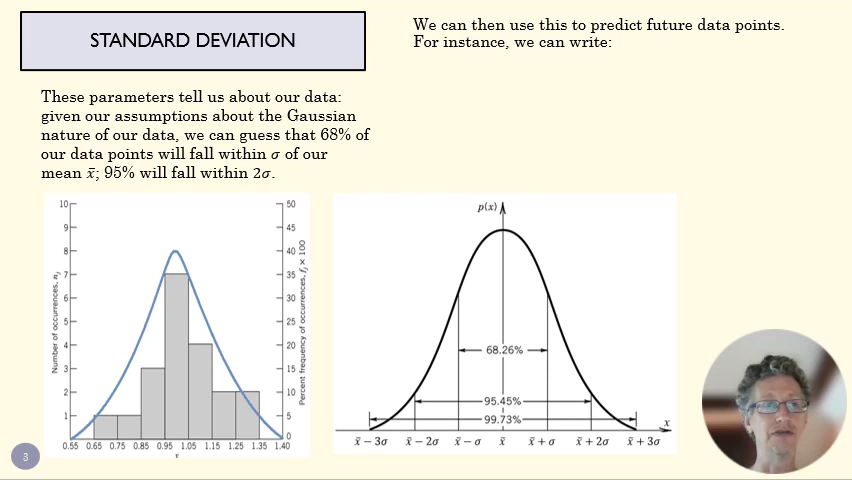 STANDARD DEVIATION
We can then use this to predict future data points.
For instance, we can write:
These parameters tell us about our data:
given our assumptions about the Gaussian
nature of our data, we can guess that 68% of
our data points will fall within σ of our
mean x̄; 95% will fall within 2σ.
Number of occurrences, nⱼ
10
9
8
7
6
5
4
3
2
1
0.55 0.65 0.75 0.85 0.95 1.05 1.15 1.25 1.35 1.40
x
50
45
40
35
30
25
20
15
10
5
0
Percent frequency of occurrences, fⱼ × 100
p(x)
68.26%
95.45%
99.73%
x
x̄ − 3σ x̄ − 2σ x̄ − σ x̄ x̄ + σ x̄ + 2σ x̄ + 3σ
3